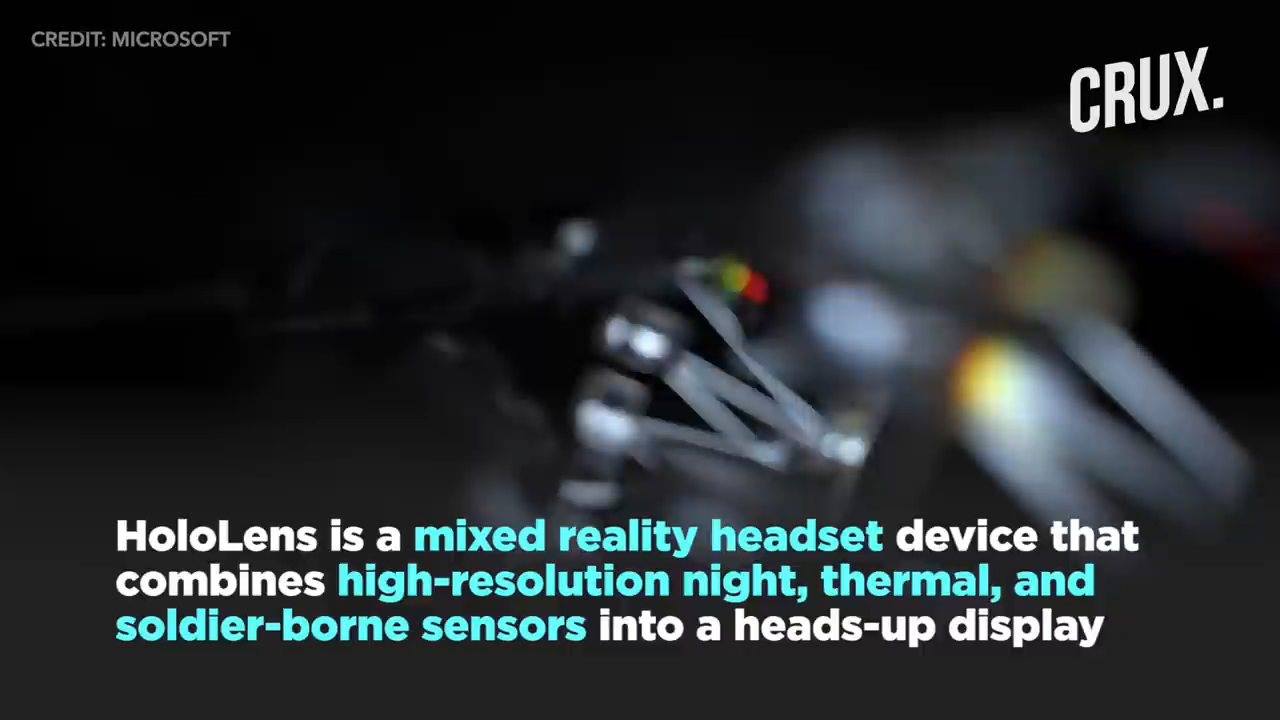 CREDIT: MICROSOFT
CRUX.
HoloLens is a mixed reality headset device that
combines high-resolution night, thermal, and
soldier-borne sensors into a heads-up display